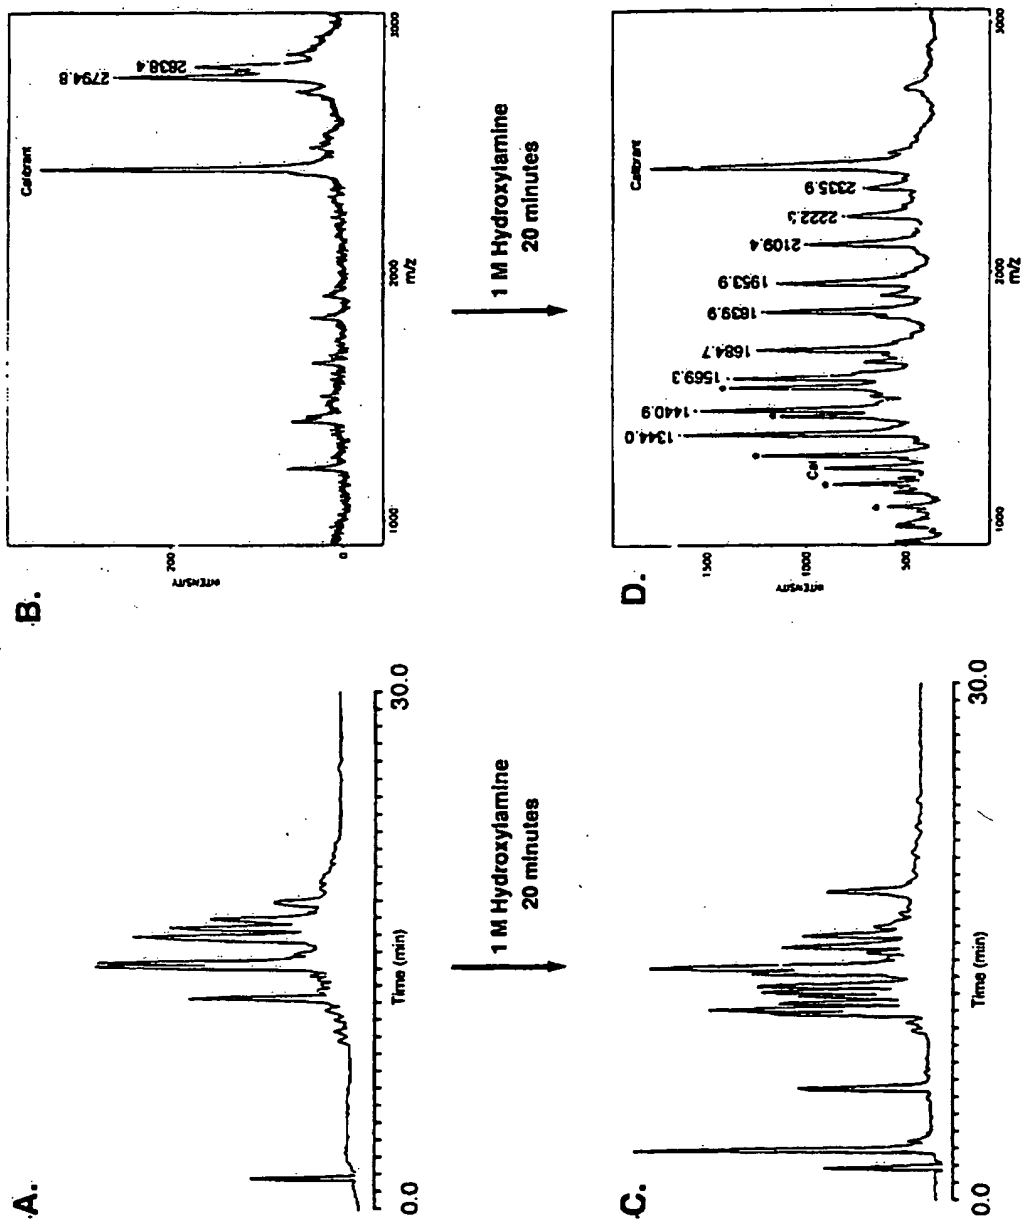 A.
0.0
30.0
Time (min)
1 M Hydroxylamine
20 minutes
B.
INTENSITY
200
0
Calibrant
2794.8
2838.4
1000
2000
3000
m/z
1 M Hydroxylamine
20 minutes
C.
0.0
30.0
Time (min)
D.
INTENSITY
1500
1000
500
Cal
1344.0
1440.9
1569.3
1684.7
1839.9
1953.9
2109.4
2222.5
2335.9
Calibrant
1000
2000
3000
m/z